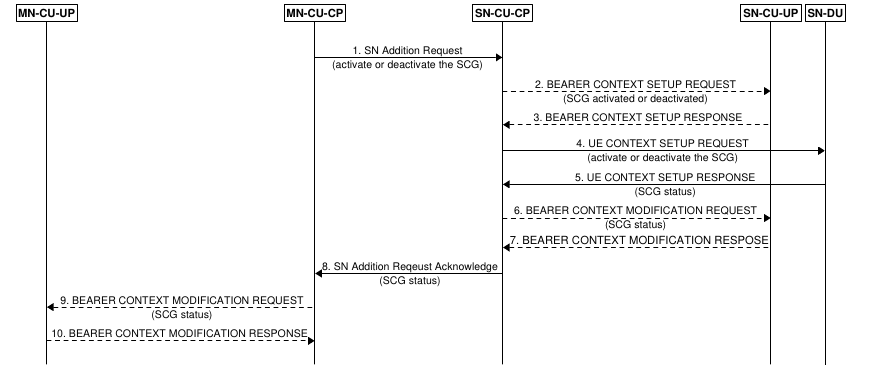 MN-CU-UP
MN-CU-CP
SN-CU-CP
SN-CU-UP
SN-DU
1. SN Addition Request
(activate or deactivate the SCG)
2. BEARER CONTEXT SETUP REQUEST
(SCG activated or deactivated)
3. BEARER CONTEXT SETUP RESPONSE
4. UE CONTEXT SETUP REQUEST
(activate or deactivate the SCG)
5. UE CONTEXT SETUP RESPONSE
(SCG status)
6. BEARER CONTEXT MODIFICATION REQUEST
(SCG status)
7. BEARER CONTEXT MODIFICATION RESPOSE
8. SN Addition Reqeust Acknowledge
(SCG status)
9. BEARER CONTEXT MODIFICATION REQUEST
(SCG status)
10. BEARER CONTEXT MODIFICATION RESPONSE